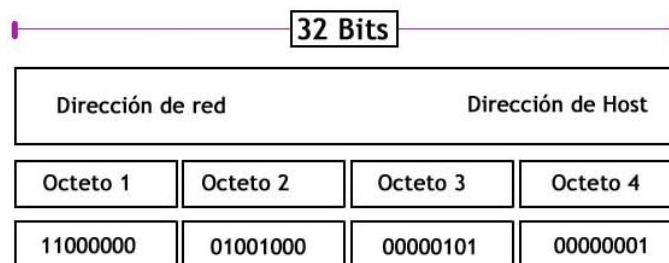 32 Bits
Dirección de red Dirección de Host
Octeto 1 Octeto 2 Octeto 3 Octeto 4
11000000 01001000 00000101 00000001